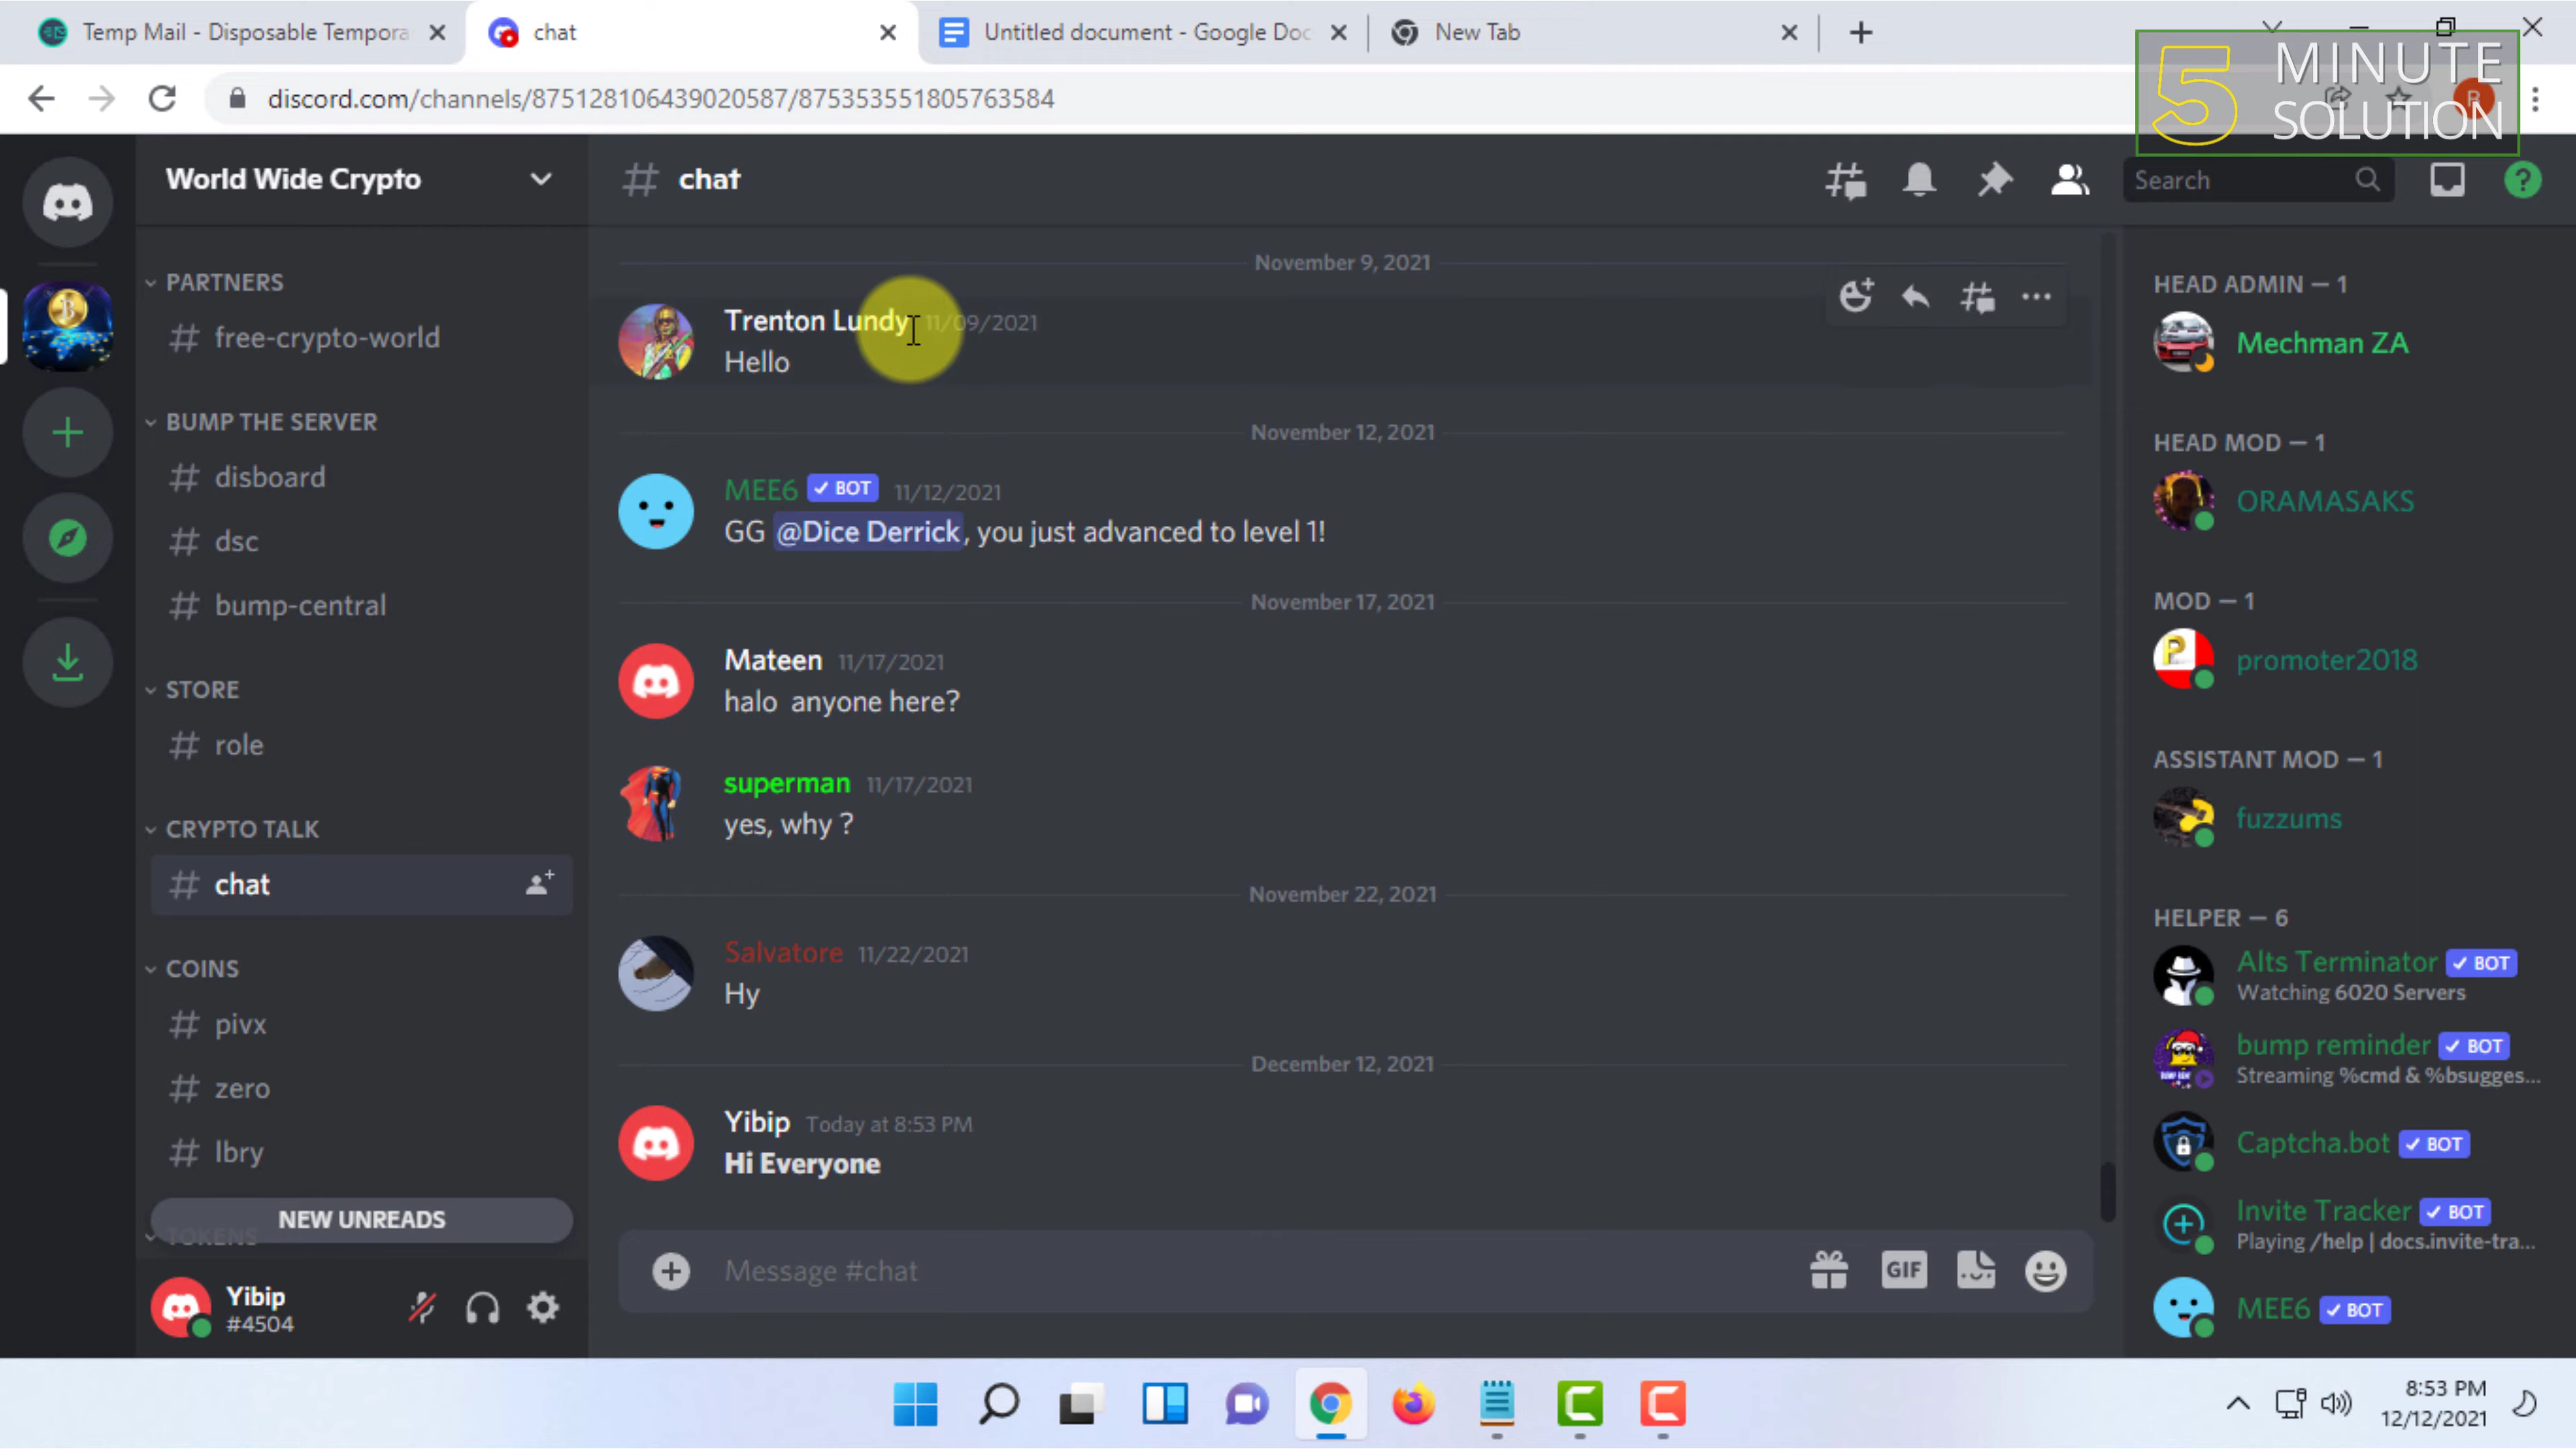 Temp Mail - Disposable Tempora
chat
Untitled document - Google Doc
New Tab
discord.com/channels/875128106439020587/875353551805763584
5 MINUTE
SOLUTION
World Wide Crypto
chat
Search
PARTNERS
free-crypto-world
BUMP THE SERVER
disboard
dsc
bump-central
STORE
role
CRYPTO TALK
chat
COINS
pivx
zero
lbry
NEW UNREADS
TOKENS
Yibip
#4504
November 9, 2021
Trenton Lundy 11/09/2021
Hello
November 12, 2021
MEE6 BOT 11/12/2021
GG @Dice Derrick, you just advanced to level 1!
November 17, 2021
Mateen 11/17/2021
halo anyone here?
superman 11/17/2021
yes, why ?
November 22, 2021
Salvatore 11/22/2021
Hy
December 12, 2021
Yibip Today at 8:53 PM
Hi Everyone
Message #chat
GIF
HEAD ADMIN — 1
Mechman ZA
HEAD MOD — 1
ORAMASAKS
MOD — 1
promoter2018
ASSISTANT MOD — 1
fuzzums
HELPER — 6
Alts Terminator BOT
Watching 6020 Servers
bump reminder BOT
Streaming %cmd & %bsugges...
Captcha.bot BOT
Invite Tracker BOT
Playing /help | docs.invite-tra...
MEE6 BOT
8:53 PM
12/12/2021